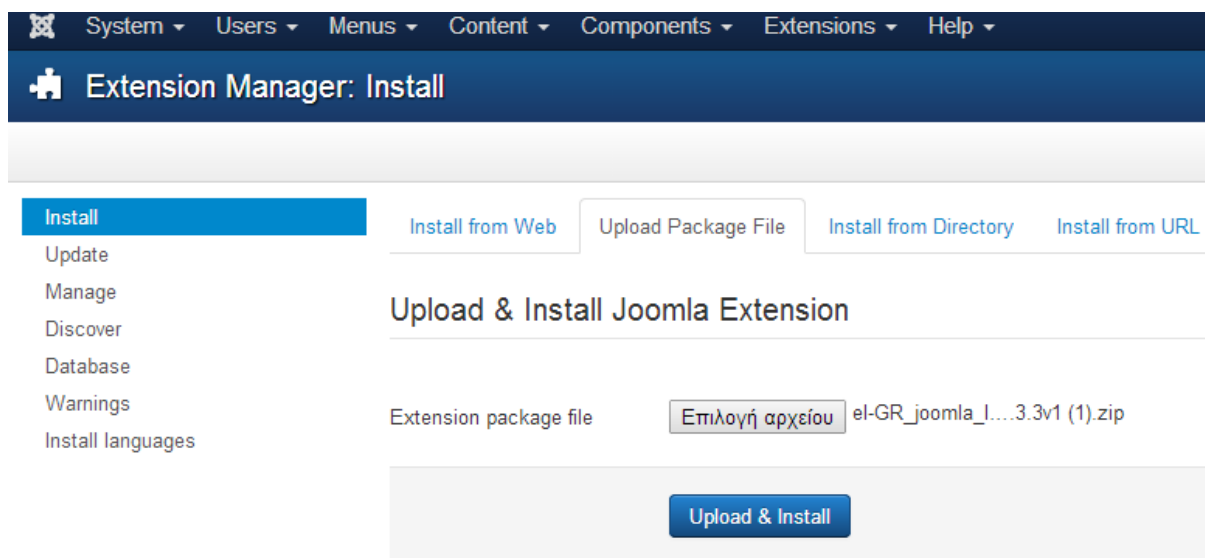 System Users Menus Content Components Extensions Help
Extension Manager: Install
Install
Update
Manage
Discover
Database
Warnings
Install languages
Install from Web Upload Package File Install from Directory Install from URL
Upload & Install Joomla Extension
Extension package file Επιλογή αρχείου el-GR_joomla_l....3.3v1 (1).zip
Upload & Install